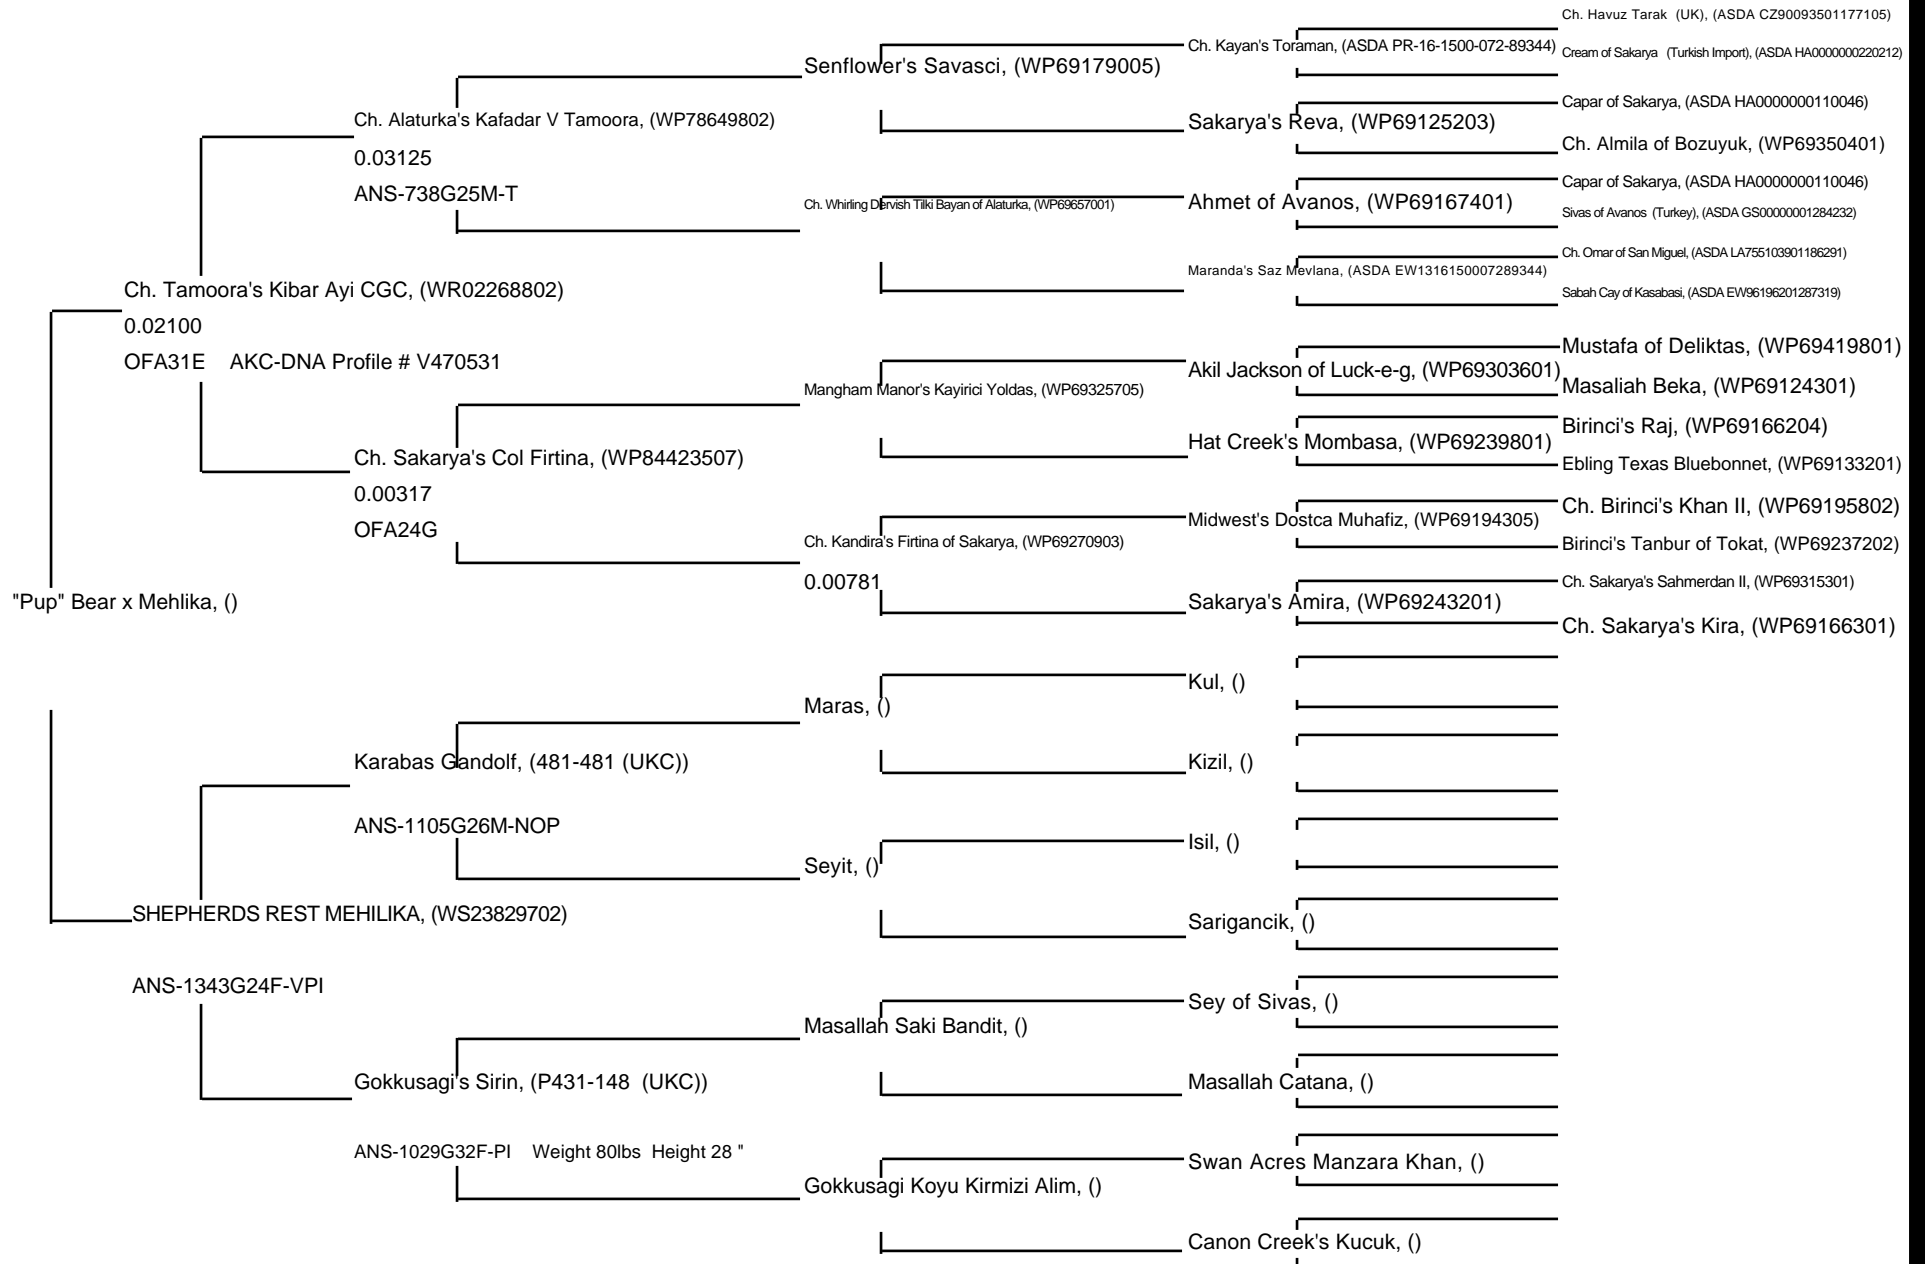 Ch. Havuz Tarak (UK), (ASDA CZ90093501177105)
Ch. Kayan's Toraman, (ASDA PR-16-1500-072-89344)
Cream of Sakarya (Turkish Import), (ASDA HA0000000220212)
Senflower's Savasci, (WP69179005)
Capar of Sakarya, (ASDA HA0000000110046)
Ch. Alaturka's Kafadar V Tamoora, (WP78649802)
Sakarya's Reva, (WP69125203)
Ch. Almila of Bozuyuk, (WP69350401)
0.03125
Capar of Sakarya, (ASDA HA0000000110046)
ANS-738G25M-T
Ch. Whirling Dervish Tilki Bayan of Alaturka, (WP69657001)
Ahmet of Avanos, (WP69167401)
Sivas of Avanos (Turkey), (ASDA GS00000001284232)
Ch. Omar of San Miguel, (ASDA LA755103901186291)
Maranda's Saz Mevlana, (ASDA EW1316150007289344)
Ch. Tamoora's Kibar Ayi CGC, (WR02268802)
Sabah Cay of Kasabasi, (ASDA EW96196201287319)
0.02100
OFA31E AKC-DNA Profile # V470531
Mustafa of Deliktas, (WP69419801)
Akil Jackson of Luck-e-g, (WP69303601)
Mangham Manor's Kayirici Yoldas, (WP69325705)
Masaliah Beka, (WP69124301)
Birinci's Raj, (WP69166204)
Hat Creek's Mombasa, (WP69239801)
Ch. Sakarya's Col Firtina, (WP84423507)
Ebling Texas Bluebonnet, (WP69133201)
0.00317
Ch. Birinci's Khan II, (WP69195802)
OFA24G
Midwest's Dostca Muhafiz, (WP69194305)
Ch. Kandira's Firtina of Sakarya, (WP69270903)
Birinci's Tanbur of Tokat, (WP69237202)
0.00781
Ch. Sakarya's Sahmerdan II, (WP69315301)
"Pup" Bear x Mehlika, ()
Sakarya's Amira, (WP69243201)
Ch. Sakarya's Kira, (WP69166301)
Kul, ()
Maras, ()
Karabas Gandolf, (481-481 (UKC))
Kizil, ()
ANS-1105G26M-NOP
Isil, ()
Seyit, ()
SHEPHERDS REST MEHILIKA, (WS23829702)
Sarigancik, ()
ANS-1343G24F-VPI
Sey of Sivas, ()
Masallah Saki Bandit, ()
Gokkusagi's Sirin, (P431-148 (UKC))
Masallah Catana, ()
ANS-1029G32F-PI Weight 80lbs Height 28 "
Swan Acres Manzara Khan, ()
Gokkusagi Koyu Kirmizi Alim, ()
Canon Creek's Kucuk, ()